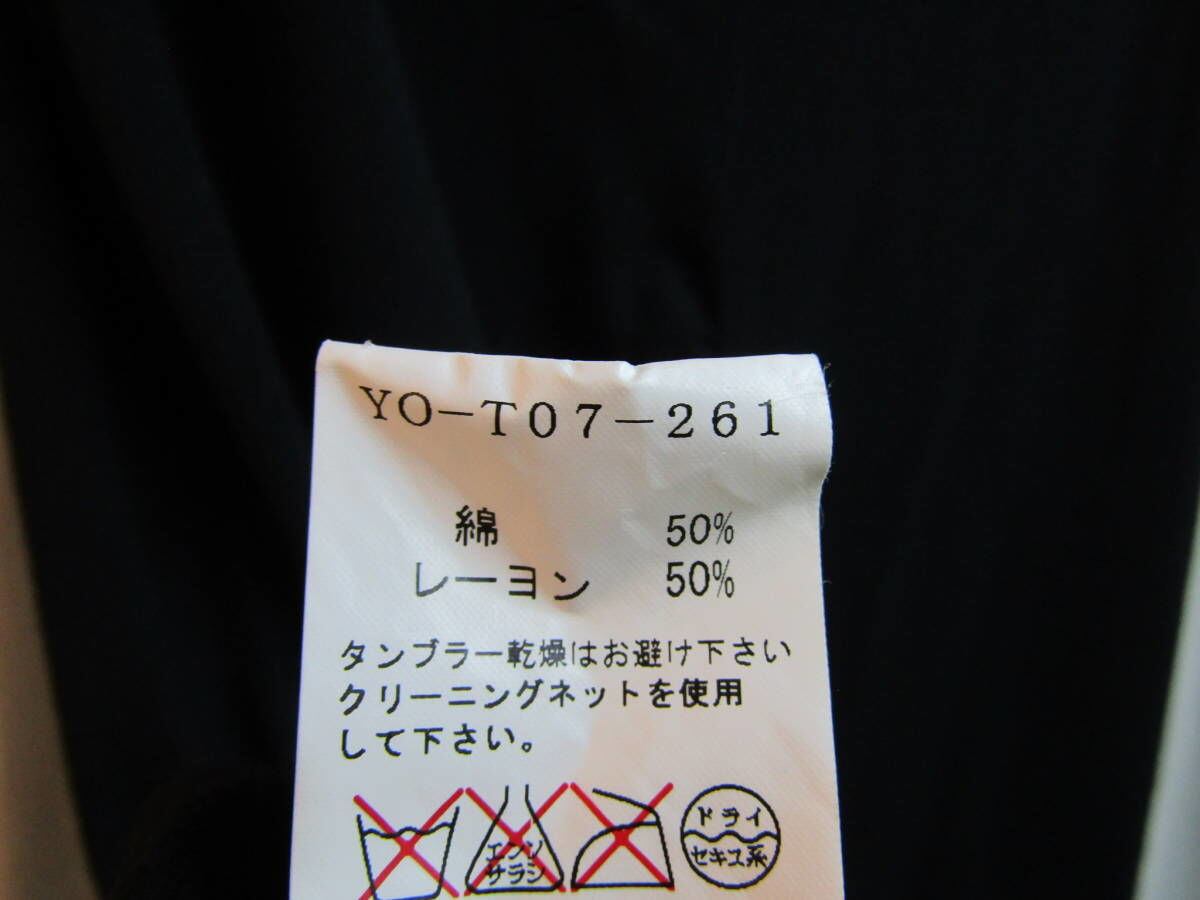 YO-T07-261
綿 50%
レーヨン 50%
タンブラー乾燥はお避け下さい
クリーニングネットを使用
して下さい。
エンソ
サラシ
ドライ
セキユ系